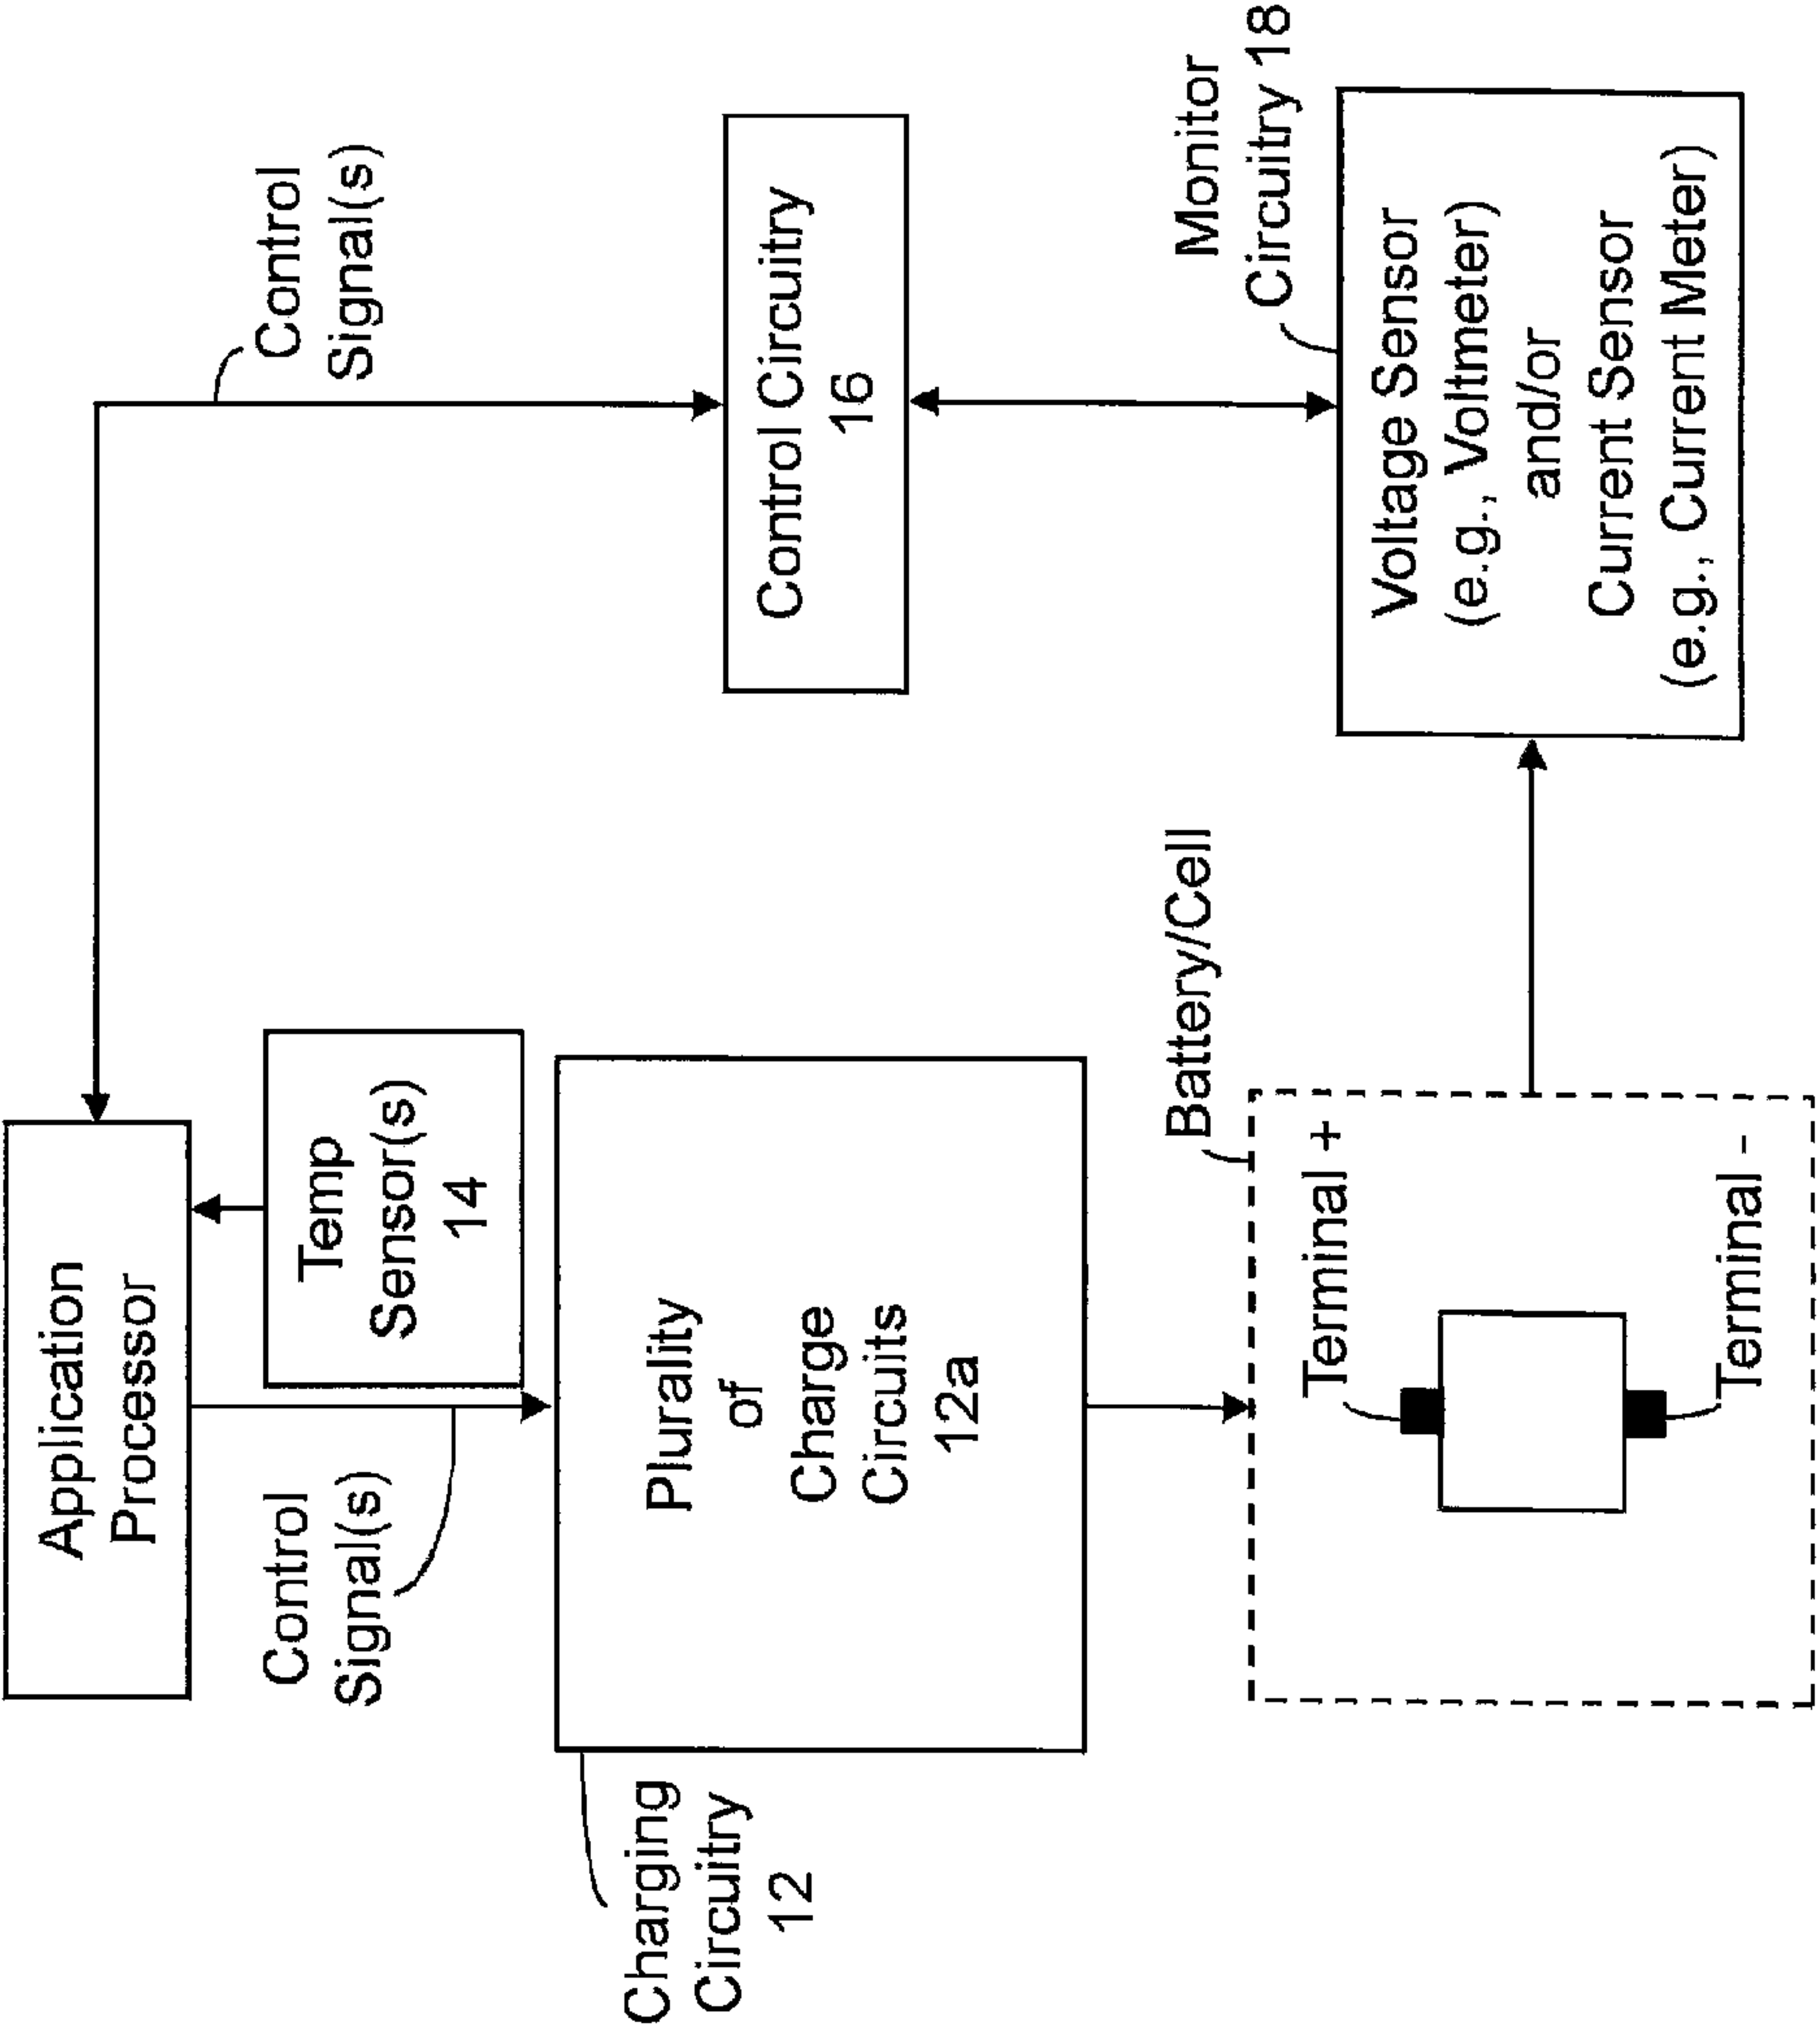 Application
Processor
Control
Signal(s)
Temp
Sensor(s)
14
Control
Signal(s)
Charging
Circuitry
12
Plurality
of
Charge
Circuits
12a
Control Circuitry
16
Battery/Cell
Terminal +
Terminal -
Monitor
Circuitry 18
Voltage Sensor
(e.g., Voltmeter)
and/or
Current Sensor
(e.g., Current Meter)